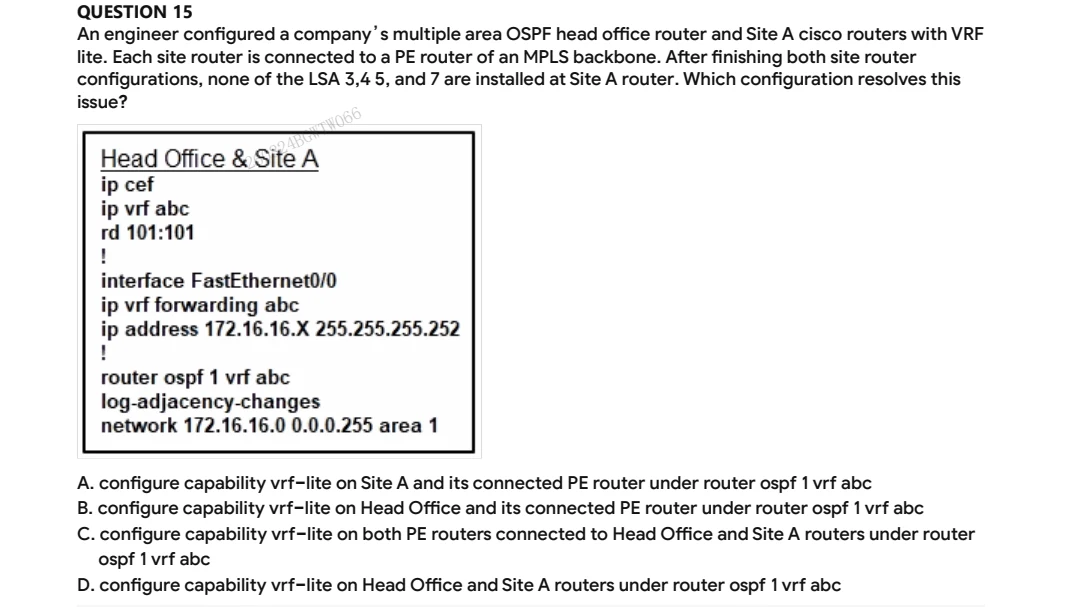 QUESTION 15
An engineer configured a company's multiple area OSPF head office router and Site A cisco routers with VRF
lite. Each site router is connected to a PE router of an MPLS backbone. After finishing both site router
configurations, none of the LSA 3,4 5, and 7 are installed at Site A router. Which configuration resolves this
issue?
Head Office & Site A
ip cef
ip vrf abc
rd 101:101
!
interface FastEthernet0/0
ip vrf forwarding abc
ip address 172.16.16.X 255.255.255.252
!
router ospf 1 vrf abc
log-adjacency-changes
network 172.16.16.0 0.0.0.255 area 1
A. configure capability vrf-lite on Site A and its connected PE router under router ospf 1 vrf abc
B. configure capability vrf-lite on Head Office and its connected PE router under router ospf 1 vrf abc
C. configure capability vrf-lite on both PE routers connected to Head Office and Site A routers under router
ospf 1 vrf abc
D. configure capability vrf-lite on Head Office and Site A routers under router ospf 1 vrf abc